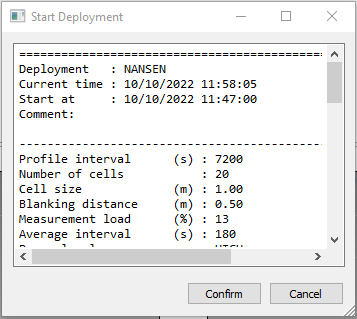 Start Deployment
===========================================
Deployment   : NANSEN
Current time : 10/10/2022 11:58:05
Start at     : 10/10/2022 11:47:00
Comment:
-------------------------------------------
Profile interval      (s) : 7200
Number of cells           : 20
Cell size             (m) : 1.00
Blanking distance     (m) : 0.50
Measurement load      (%) : 13
Average interval      (s) : 180
Confirm
Cancel